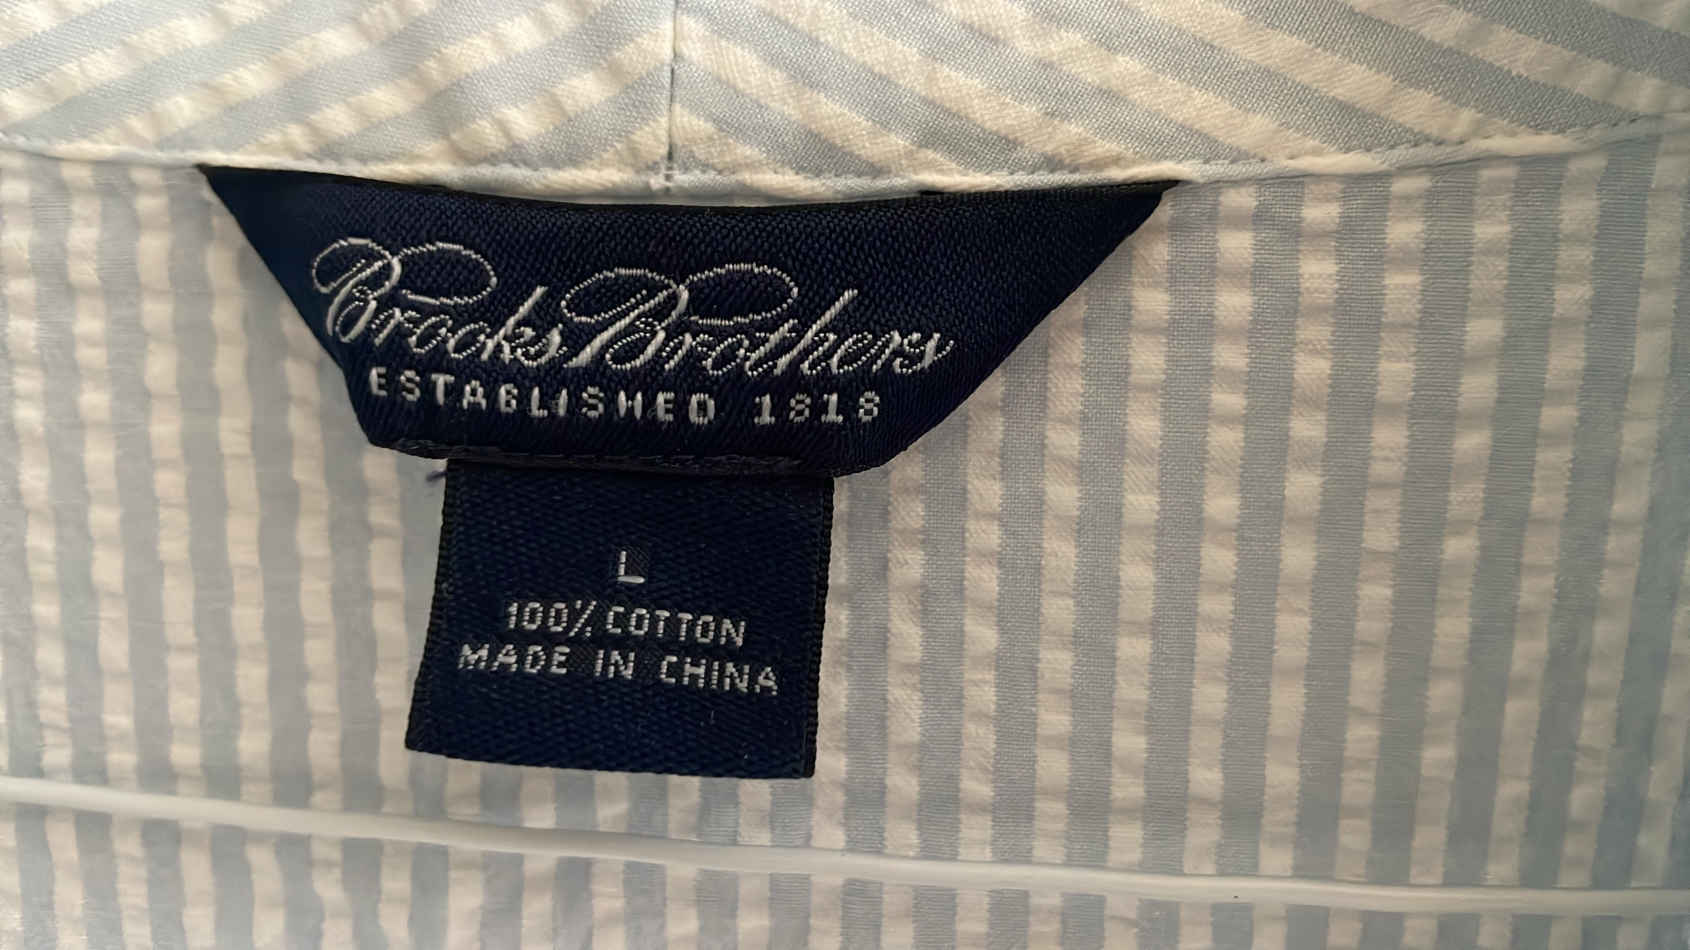 Brooks Brothers
ESTABLISHED 1818
L
100% COTTON
MADE IN CHINA